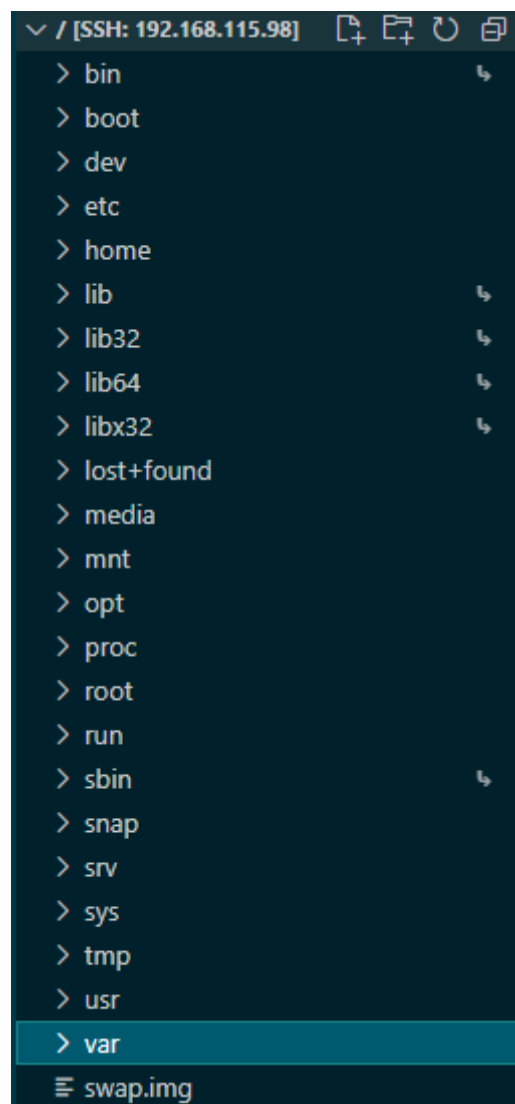 / [SSH: 192.168.115.98]
bin
boot
dev
etc
home
lib
lib32
lib64
libx32
lost+found
media
mnt
opt
proc
root
run
sbin
snap
srv
sys
tmp
usr
var
swap.img